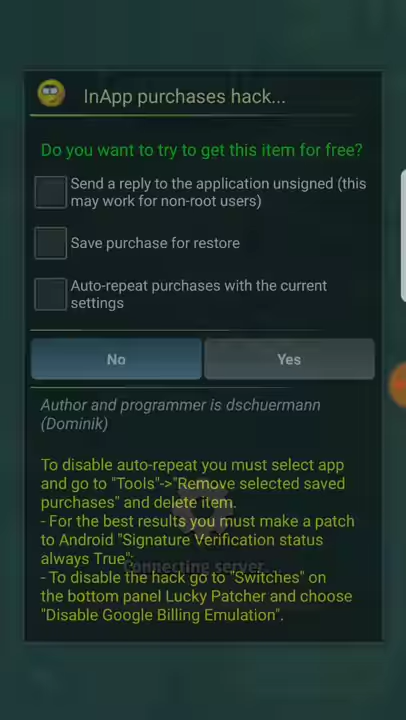 InApp purchases hack...
Do you want to try to get this item for free?
Send a reply to the application unsigned (this
may work for non-root users)
Save purchase for restore
Auto-repeat purchases with the current
settings
No
Yes
Author and programmer is dschuermann
(Dominik)
To disable auto-repeat you must select app
and go to "Tools"->"Remove selected saved
purchases" and delete item.
- For the best results you must make a patch
to Android "Signature Verification status
always True";
Connecting server...
- To disable the hack go to "Switches" on
the bottom panel Lucky Patcher and choose
"Disable Google Billing Emulation".